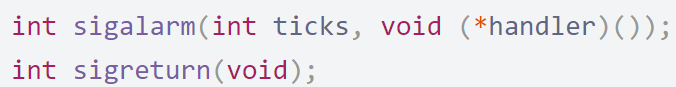 int sigalarm(int ticks, void (*handler)());
int sigreturn(void);